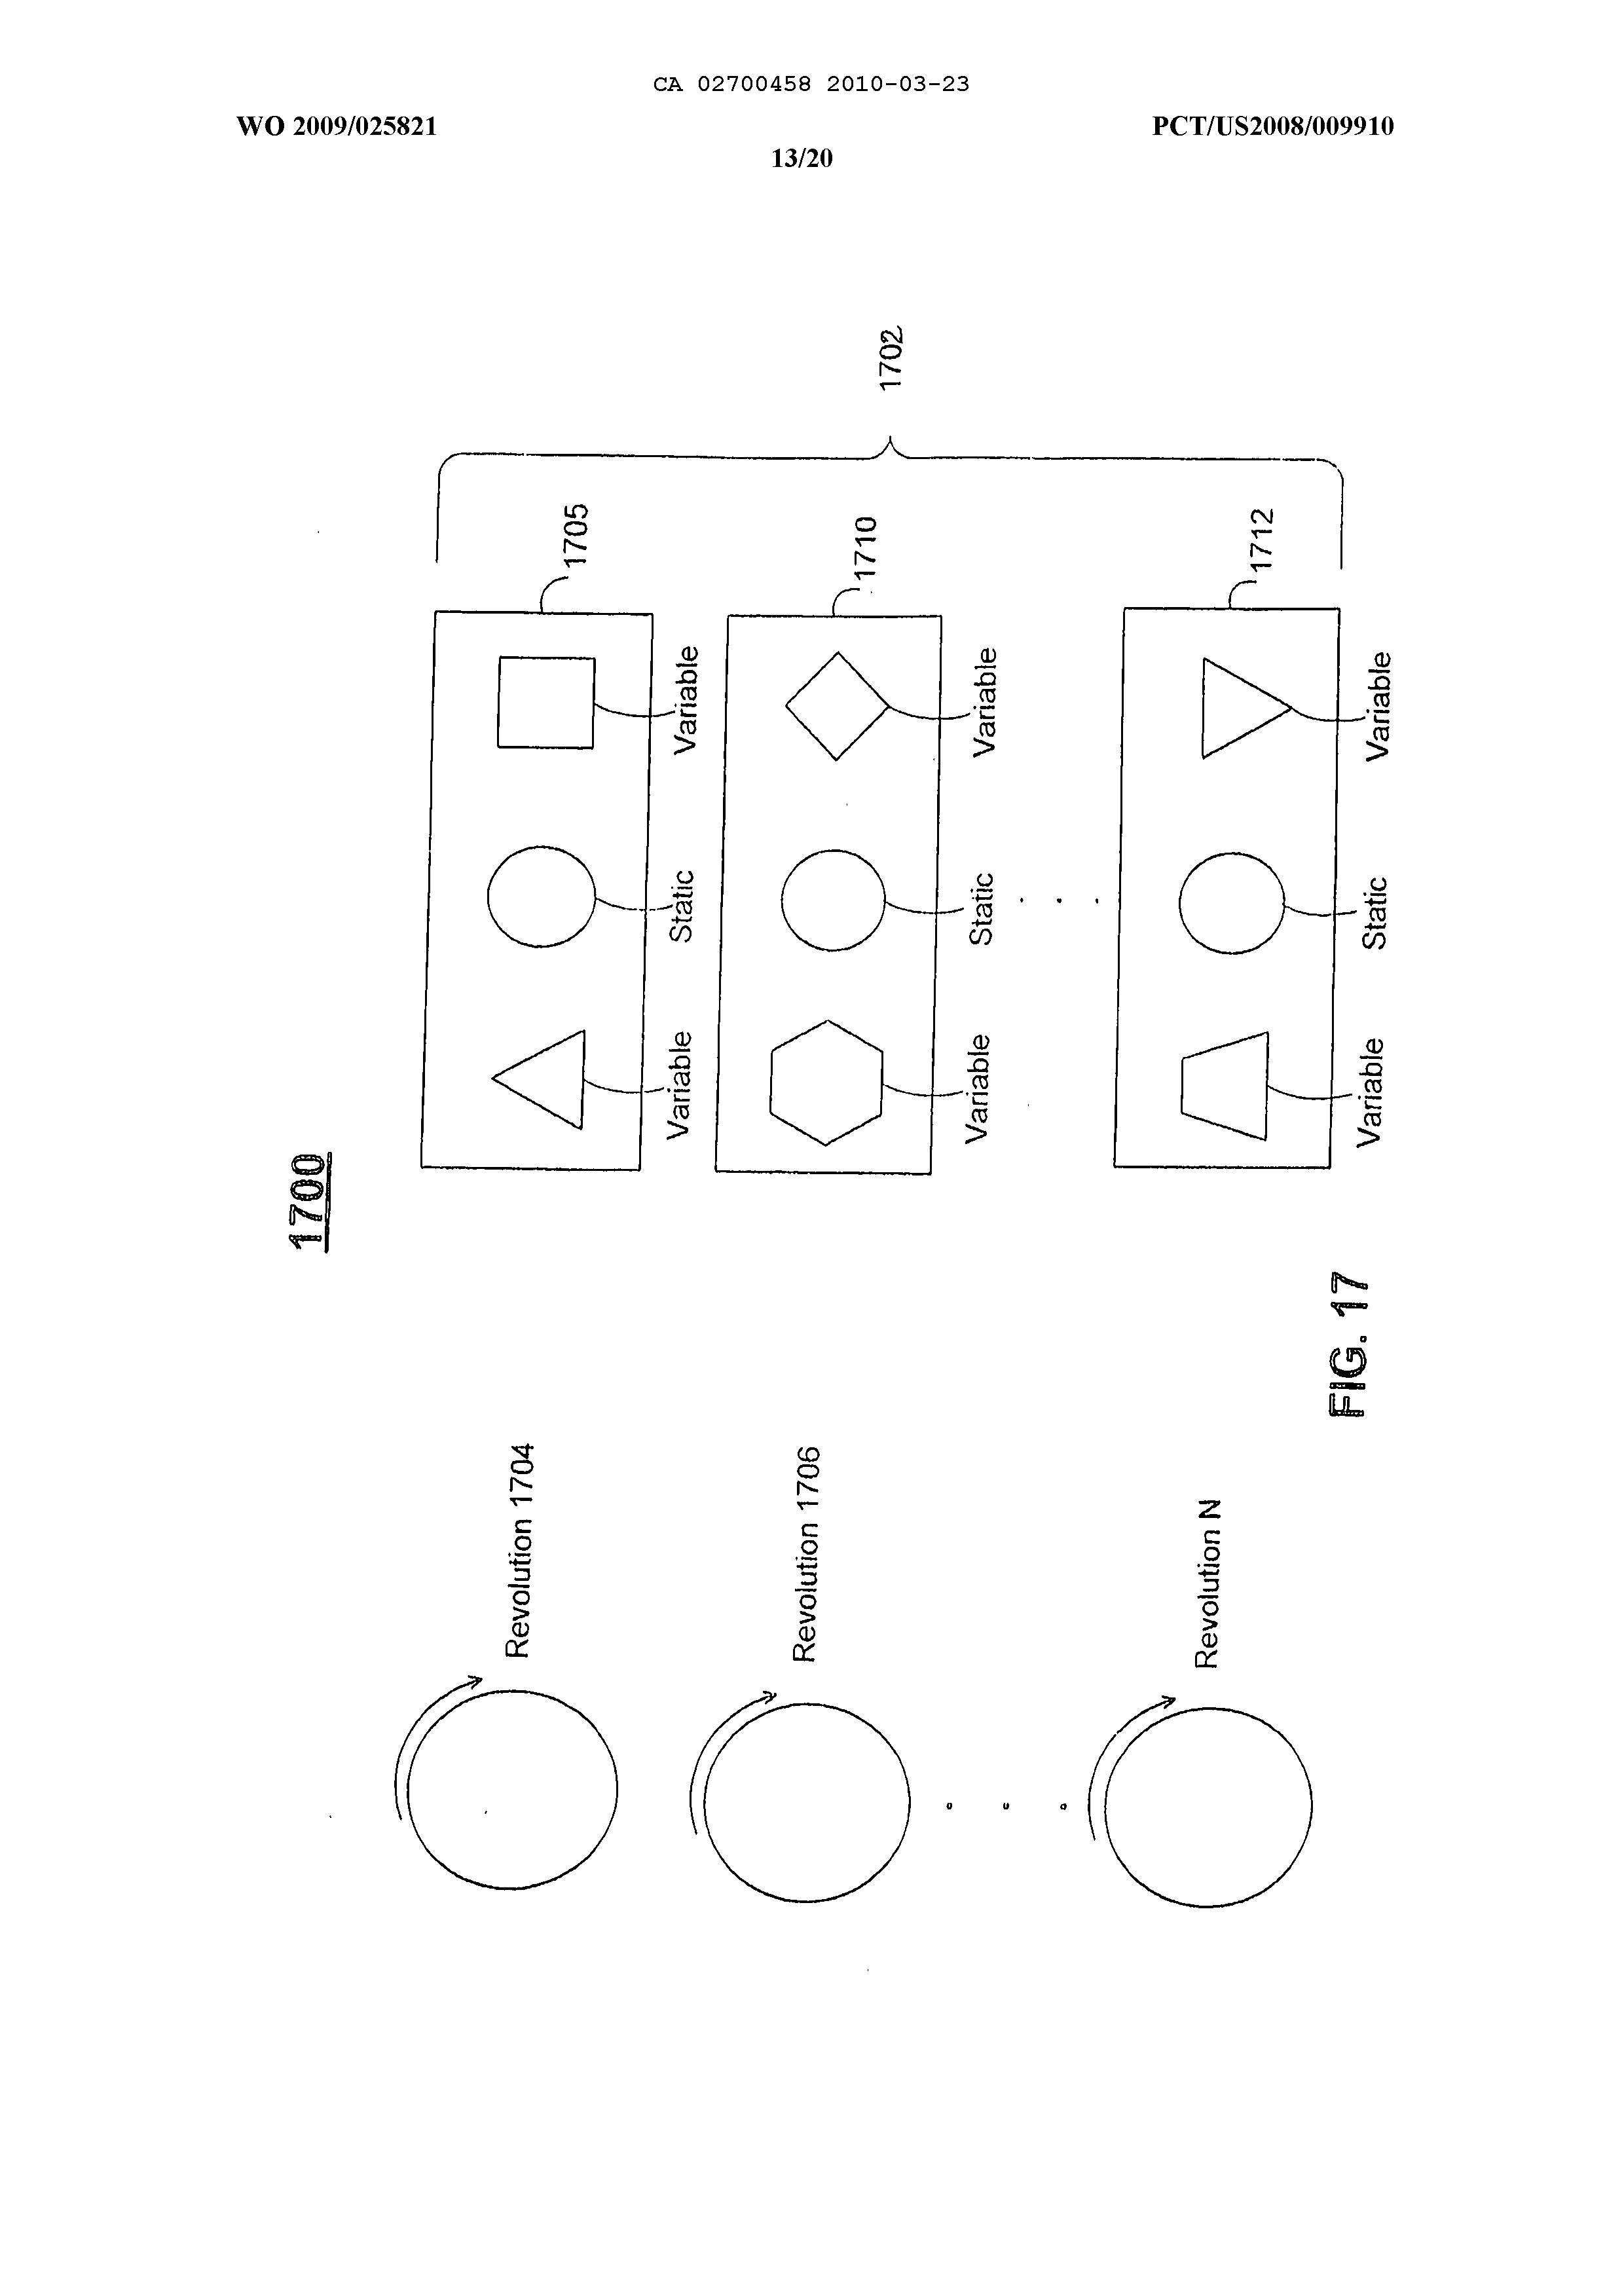 CA 02700458 2010-03-23
WO 2009/025821
PCT/US2008/009910
13/20
1700
Revolution 1704
Variable
Static
Variable
1705
Revolution 1706
Variable
Static
Variable
1710
1702
Revolution N
Variable
Static
Variable
1712
FIG. 17